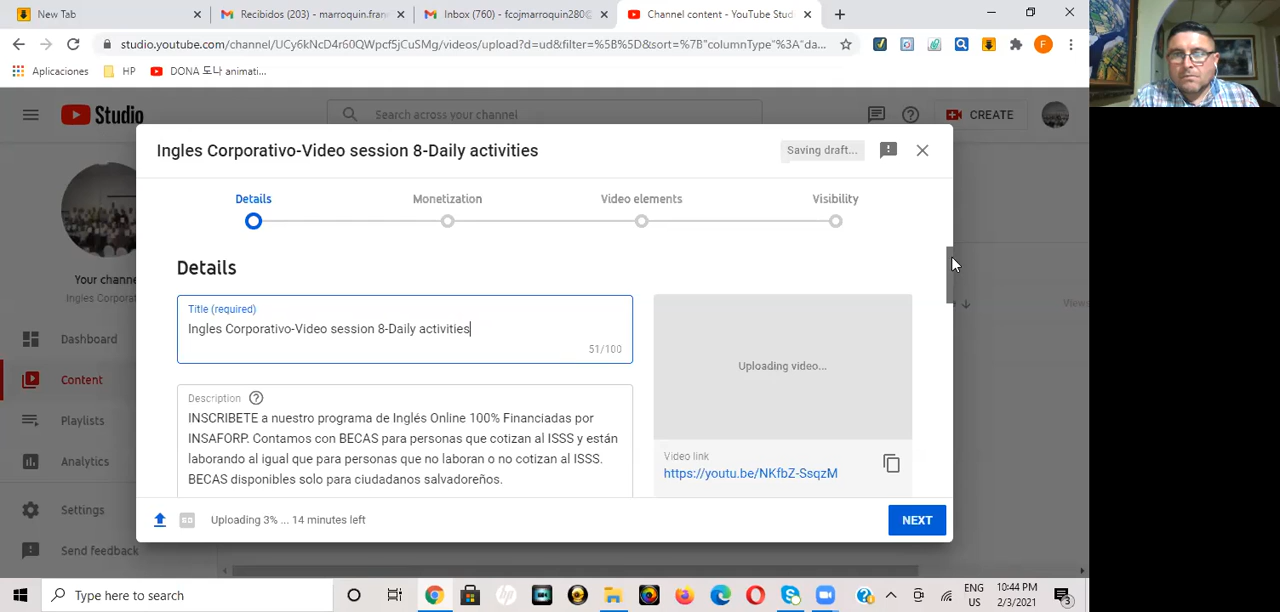 New Tab
Recibidos (203) - marroquin.fran
Inbox (760) - fcojmarroquin280@
Channel content - YouTube Stud
studio.youtube.com/channel/UCy6kNcD4r60QWpcf5jCuSMg/videos/upload?d=ud&filter=%5B%5D&sort=%7B"columnType"%3A"da...
F
Aplicaciones
HP
DONA 도나 animati...
Studio
Search across your channel
CREATE
Ingles Corporativo-Video session 8-Daily activities
Saving draft...
Details
Monetization
Video elements
Visibility
Your channe
Ingles Corporat
Dashboard
Content
Playlists
Analytics
Settings
Send feedback
Views
Details
Title (required)
Ingles Corporativo-Video session 8-Daily activities
51/100
Uploading video...
Description
INSCRIBETE a nuestro programa de Inglés Online 100% Financiadas por
INSAFORP. Contamos con BECAS para personas que cotizan al ISSS y están
laborando al igual que para personas que no laboran o no cotizan al ISSS.
BECAS disponibles solo para ciudadanos salvadoreños.
Video link
https://youtu.be/NKfbZ-SsqzM
Uploading 3% ... 14 minutes left
NEXT
Type here to search
ENG
US
10:44 PM
2/3/2021
3